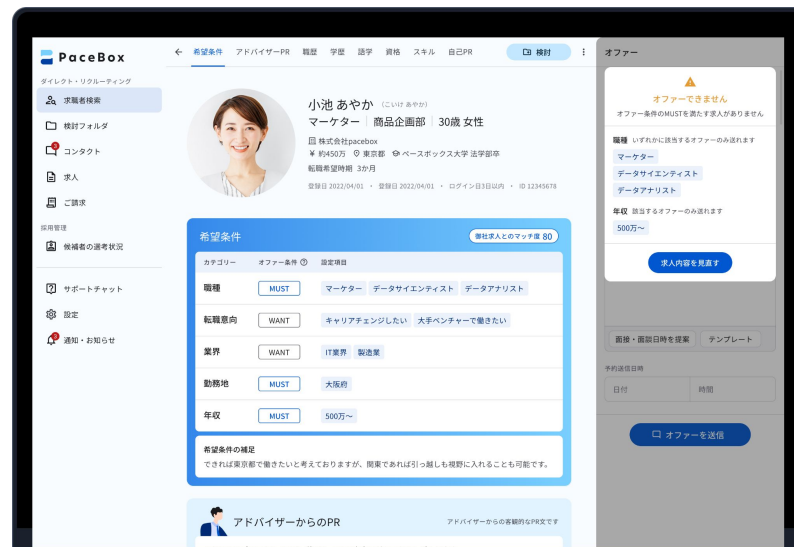 PaceBox
ダイレクト・リクルーティング
求職者検索
検討フォルダ
コンタクト
求人
ご請求
採用管理
候補者の選考状況
サポートチャット
設定
通知・お知らせ
希望条件 アドバイザーPR 職歴 学歴 語学 資格 スキル 自己PR 検討
小池 あやか (こいけ あやか)
マーケター 商品企画部 30歳 女性
株式会社pacebox
¥ 約450万 東京都 ペースボックス大学 法学部卒
転職希望時期 3か月
登録日 2022/04/01 ・ 登録日 2022/04/01 ・ ログイン日3日以内 ・ ID 12345678
希望条件 御社求人とのマッチ度 80
カテゴリー オファー条件 設定項目
職種 MUST マーケター データサイエンティスト データアナリスト
転職意向 WANT キャリアチェンジしたい 大手ベンチャーで働きたい
業界 WANT IT業界 製造業
勤務地 MUST 大阪府
年収 MUST 500万〜
希望条件の補足
できれば東京都で働きたいと考えておりますが、関東であれば引っ越しも視野に入れることも可能です。
アドバイザーからのPR アドバイザーからの客観的なPR文です
オファー
オファーできません
オファー条件のMUSTを満たす求人がありません
職種 いずれかに該当するオファーのみ送れます
マーケター
データサイエンティスト
データアナリスト
年収 該当するオファーのみ送れます
500万〜
求人内容を見直す
面接・面談日時を提案 テンプレート
予約送信日時
日付 時間
オファーを送信